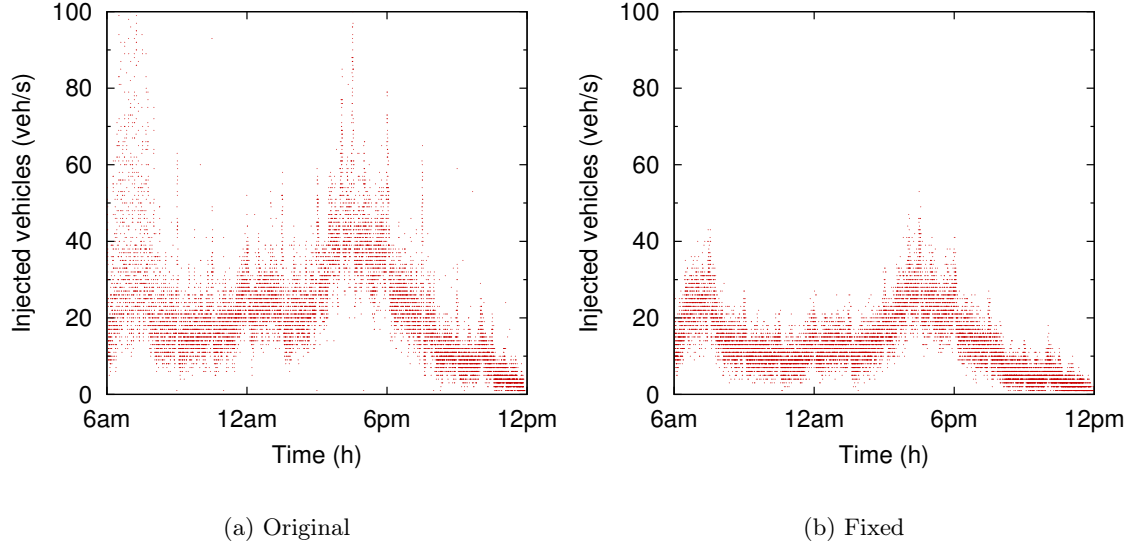 100
80
60
40
20
0
6am 12am 6pm 12pm
Injected vehicles (veh/s)
Time (h)
(a) Original
100
80
60
40
20
0
6am 12am 6pm 12pm
Injected vehicles (veh/s)
Time (h)
(b) Fixed